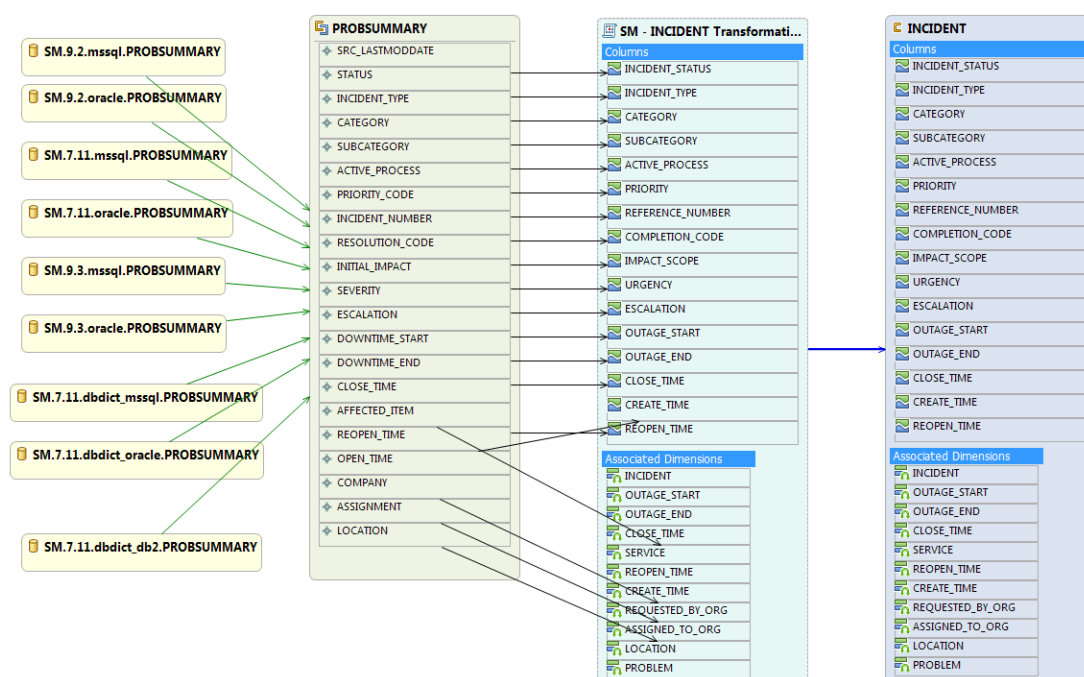 SM.9.2.mssql.PROBSUMMARY
SM.9.2.oracle.PROBSUMMARY
SM.7.11.mssql.PROBSUMMARY
SM.7.11.oracle.PROBSUMMARY
SM.9.3.mssql.PROBSUMMARY
SM.9.3.oracle.PROBSUMMARY
SM.7.11.dbdict_mssql.PROBSUMMARY
SM.7.11.dbdict_oracle.PROBSUMMARY
SM.7.11.dbdict_db2.PROBSUMMARY
PROBSUMMARY
SRC_LASTMODDATE
STATUS
INCIDENT_TYPE
CATEGORY
SUBCATEGORY
ACTIVE_PROCESS
PRIORITY_CODE
INCIDENT_NUMBER
RESOLUTION_CODE
INITIAL_IMPACT
SEVERITY
ESCALATION
DOWNTIME_START
DOWNTIME_END
CLOSE_TIME
AFFECTED_ITEM
REOPEN_TIME
OPEN_TIME
COMPANY
ASSIGNMENT
LOCATION
SM - INCIDENT Transformati...
Columns
INCIDENT_STATUS
INCIDENT_TYPE
CATEGORY
SUBCATEGORY
ACTIVE_PROCESS
PRIORITY
REFERENCE_NUMBER
COMPLETION_CODE
IMPACT_SCOPE
URGENCY
ESCALATION
OUTAGE_START
OUTAGE_END
CLOSE_TIME
CREATE_TIME
REOPEN_TIME
Associated Dimensions
INCIDENT
OUTAGE_START
OUTAGE_END
CLOSE_TIME
SERVICE
REOPEN_TIME
CREATE_TIME
REQUESTED_BY_ORG
ASSIGNED_TO_ORG
LOCATION
PROBLEM
INCIDENT
Columns
INCIDENT_STATUS
INCIDENT_TYPE
CATEGORY
SUBCATEGORY
ACTIVE_PROCESS
PRIORITY
REFERENCE_NUMBER
COMPLETION_CODE
IMPACT_SCOPE
URGENCY
ESCALATION
OUTAGE_START
OUTAGE_END
CLOSE_TIME
CREATE_TIME
REOPEN_TIME
Associated Dimensions
INCIDENT
OUTAGE_START
OUTAGE_END
CLOSE_TIME
SERVICE
REOPEN_TIME
CREATE_TIME
REQUESTED_BY_ORG
ASSIGNED_TO_ORG
LOCATION
PROBLEM